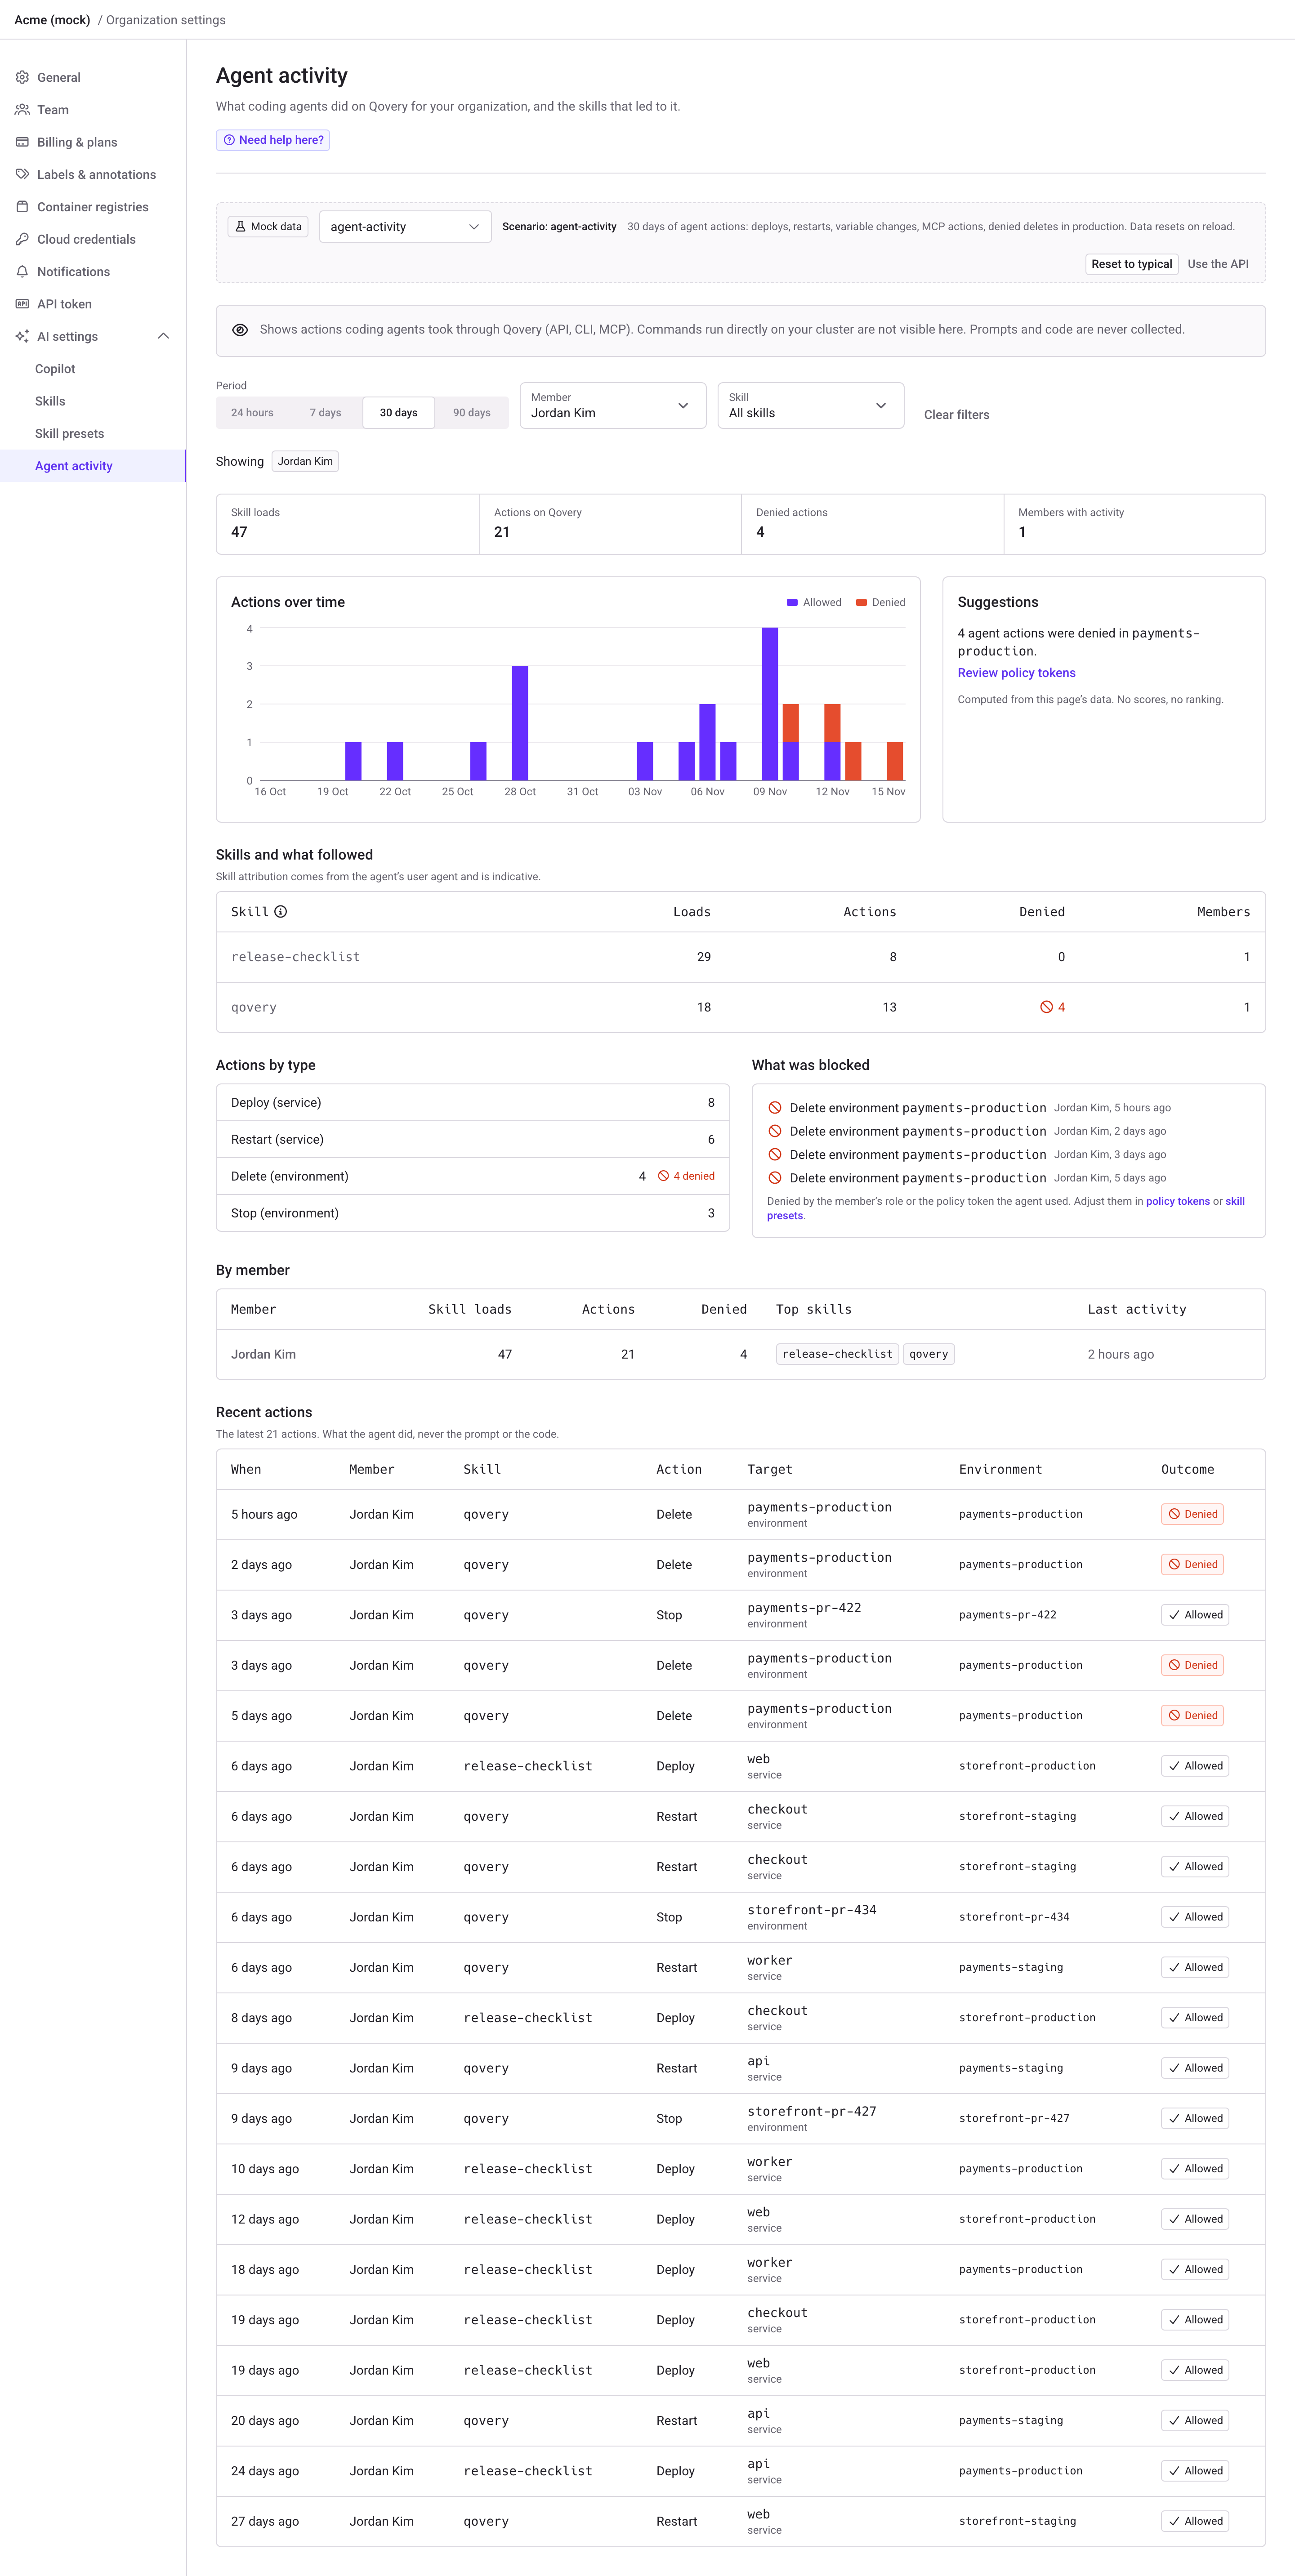 Acme (mock) / Organization settings
General
Team
Billing & plans
Labels & annotations
Container registries
Cloud credentials
Notifications
API token
AI settings
Copilot
Skills
Skill presets
Agent activity
Agent activity
What coding agents did on Qovery for your organization, and the skills that led to it.
Need help here?
Mock data agent-activity Scenario: agent-activity 30 days of agent actions: deploys, restarts, variable changes, MCP actions, denied deletes in production. Data resets on reload.
Reset to typical Use the API
Shows actions coding agents took through Qovery (API, CLI, MCP). Commands run directly on your cluster are not visible here. Prompts and code are never collected.
Period
24 hours 7 days 30 days 90 days
Member
Jordan Kim
Skill
All skills
Clear filters
Showing Jordan Kim
Skill loads
47
Actions on Qovery
21
Denied actions
4
Members with activity
1
Actions over time
Allowed Denied
4
3
2
1
0
16 Oct 19 Oct 22 Oct 25 Oct 28 Oct 31 Oct 03 Nov 06 Nov 09 Nov 12 Nov 15 Nov
Suggestions
4 agent actions were denied in payments-
production.
Review policy tokens
Computed from this page's data. No scores, no ranking.
Skills and what followed
Skill attribution comes from the agent's user agent and is indicative.
Skill Loads Actions Denied Members
release-checklist 29 8 0 1
qovery 18 13 4 1
Actions by type
Deploy (service) 8
Restart (service) 6
Delete (environment) 4 4 denied
Stop (environment) 3
What was blocked
Delete environment payments-production Jordan Kim, 5 hours ago
Delete environment payments-production Jordan Kim, 2 days ago
Delete environment payments-production Jordan Kim, 3 days ago
Delete environment payments-production Jordan Kim, 5 days ago
Denied by the member's role or the policy token the agent used. Adjust them in policy tokens or skill
presets.
By member
Member Skill loads Actions Denied Top skills Last activity
Jordan Kim 47 21 4 release-checklist qovery 2 hours ago
Recent actions
The latest 21 actions. What the agent did, never the prompt or the code.
When Member Skill Action Target Environment Outcome
5 hours ago Jordan Kim qovery Delete payments-production payments-production Denied
environment
2 days ago Jordan Kim qovery Delete payments-production payments-production Denied
environment
3 days ago Jordan Kim qovery Stop payments-pr-422 payments-pr-422 Allowed
environment
3 days ago Jordan Kim qovery Delete payments-production payments-production Denied
environment
5 days ago Jordan Kim qovery Delete payments-production payments-production Denied
environment
6 days ago Jordan Kim release-checklist Deploy web storefront-production Allowed
service
6 days ago Jordan Kim qovery Restart checkout storefront-staging Allowed
service
6 days ago Jordan Kim qovery Restart checkout storefront-staging Allowed
service
6 days ago Jordan Kim qovery Stop storefront-pr-434 storefront-pr-434 Allowed
environment
6 days ago Jordan Kim qovery Restart worker payments-staging Allowed
service
8 days ago Jordan Kim release-checklist Deploy checkout storefront-production Allowed
service
9 days ago Jordan Kim qovery Restart api payments-staging Allowed
service
9 days ago Jordan Kim qovery Stop storefront-pr-427 storefront-pr-427 Allowed
environment
10 days ago Jordan Kim release-checklist Deploy worker payments-production Allowed
service
12 days ago Jordan Kim release-checklist Deploy web storefront-production Allowed
service
18 days ago Jordan Kim release-checklist Deploy worker payments-production Allowed
service
19 days ago Jordan Kim release-checklist Deploy checkout storefront-production Allowed
service
19 days ago Jordan Kim release-checklist Deploy web storefront-production Allowed
service
20 days ago Jordan Kim qovery Restart api payments-staging Allowed
service
24 days ago Jordan Kim release-checklist Deploy api payments-production Allowed
service
27 days ago Jordan Kim qovery Restart web storefront-staging Allowed
service